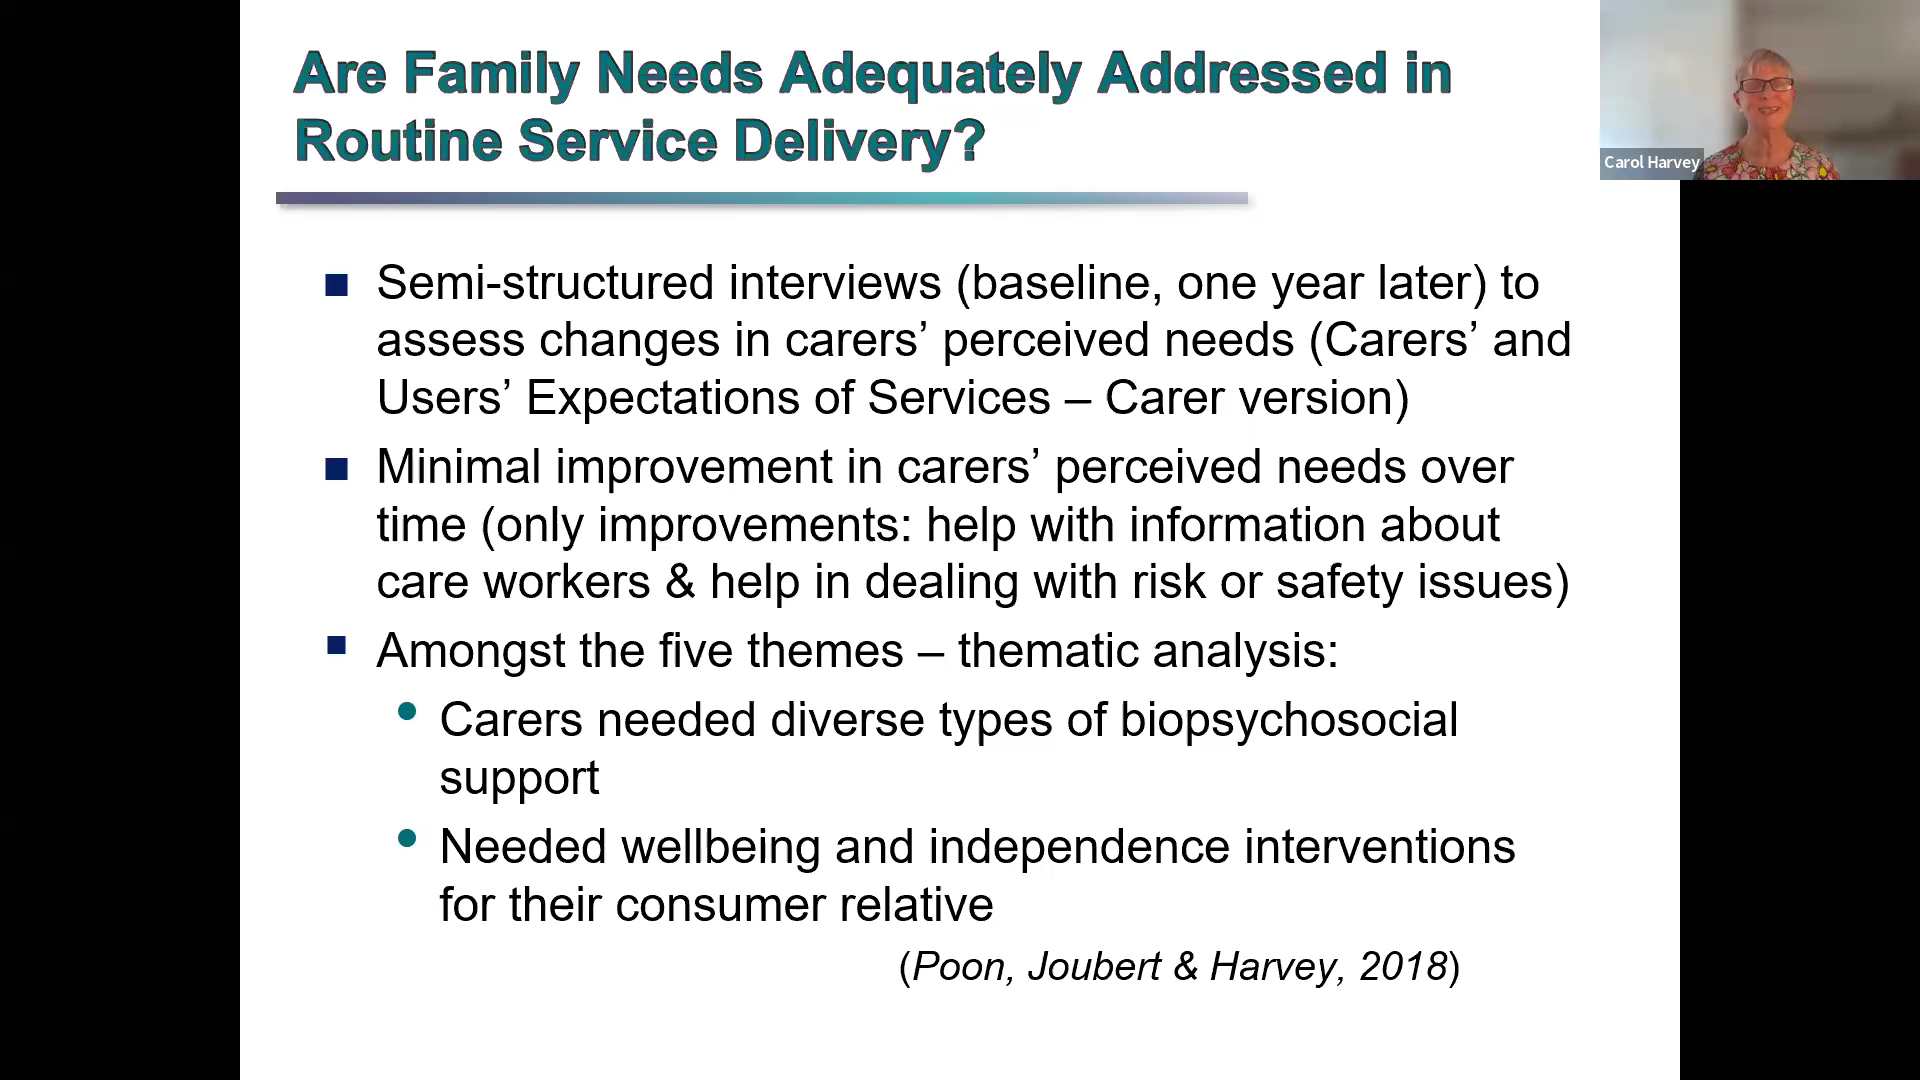 Are Family Needs Adequately Addressed in
Routine Service Delivery?
Carol Harvey
Semi-structured interviews (baseline, one year later) to
assess changes in carers’ perceived needs (Carers’ and
Users’ Expectations of Services – Carer version)
Minimal improvement in carers’ perceived needs over
time (only improvements: help with information about
care workers & help in dealing with risk or safety issues)
Amongst the five themes – thematic analysis:
Carers needed diverse types of biopsychosocial
support
Needed wellbeing and independence interventions
for their consumer relative
(Poon, Joubert & Harvey, 2018)